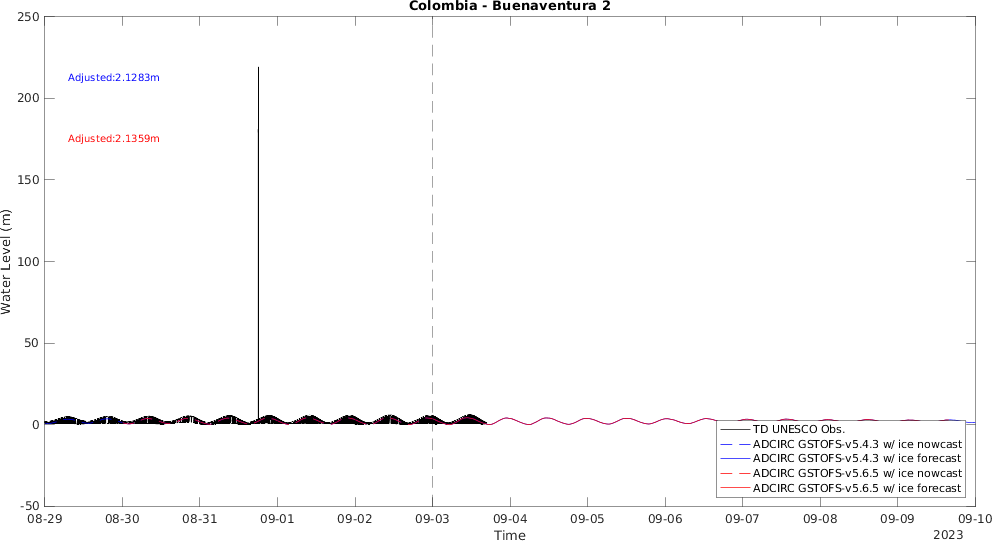 Colombia - Buenaventura 2
250
200
150
100
50
0
-50
Water Level (m)
Adjusted:2.1283m
Adjusted:2.1359m
TD UNESCO Obs.
ADCIRC GSTOFS-v5.4.3 w/ ice nowcast
ADCIRC GSTOFS-v5.4.3 w/ ice forecast
ADCIRC GSTOFS-v5.6.5 w/ ice nowcast
ADCIRC GSTOFS-v5.6.5 w/ ice forecast
08-29 08-30 08-31 09-01 09-02 09-03 09-04 09-05 09-06 09-07 09-08 09-09 09-10
Time
2023